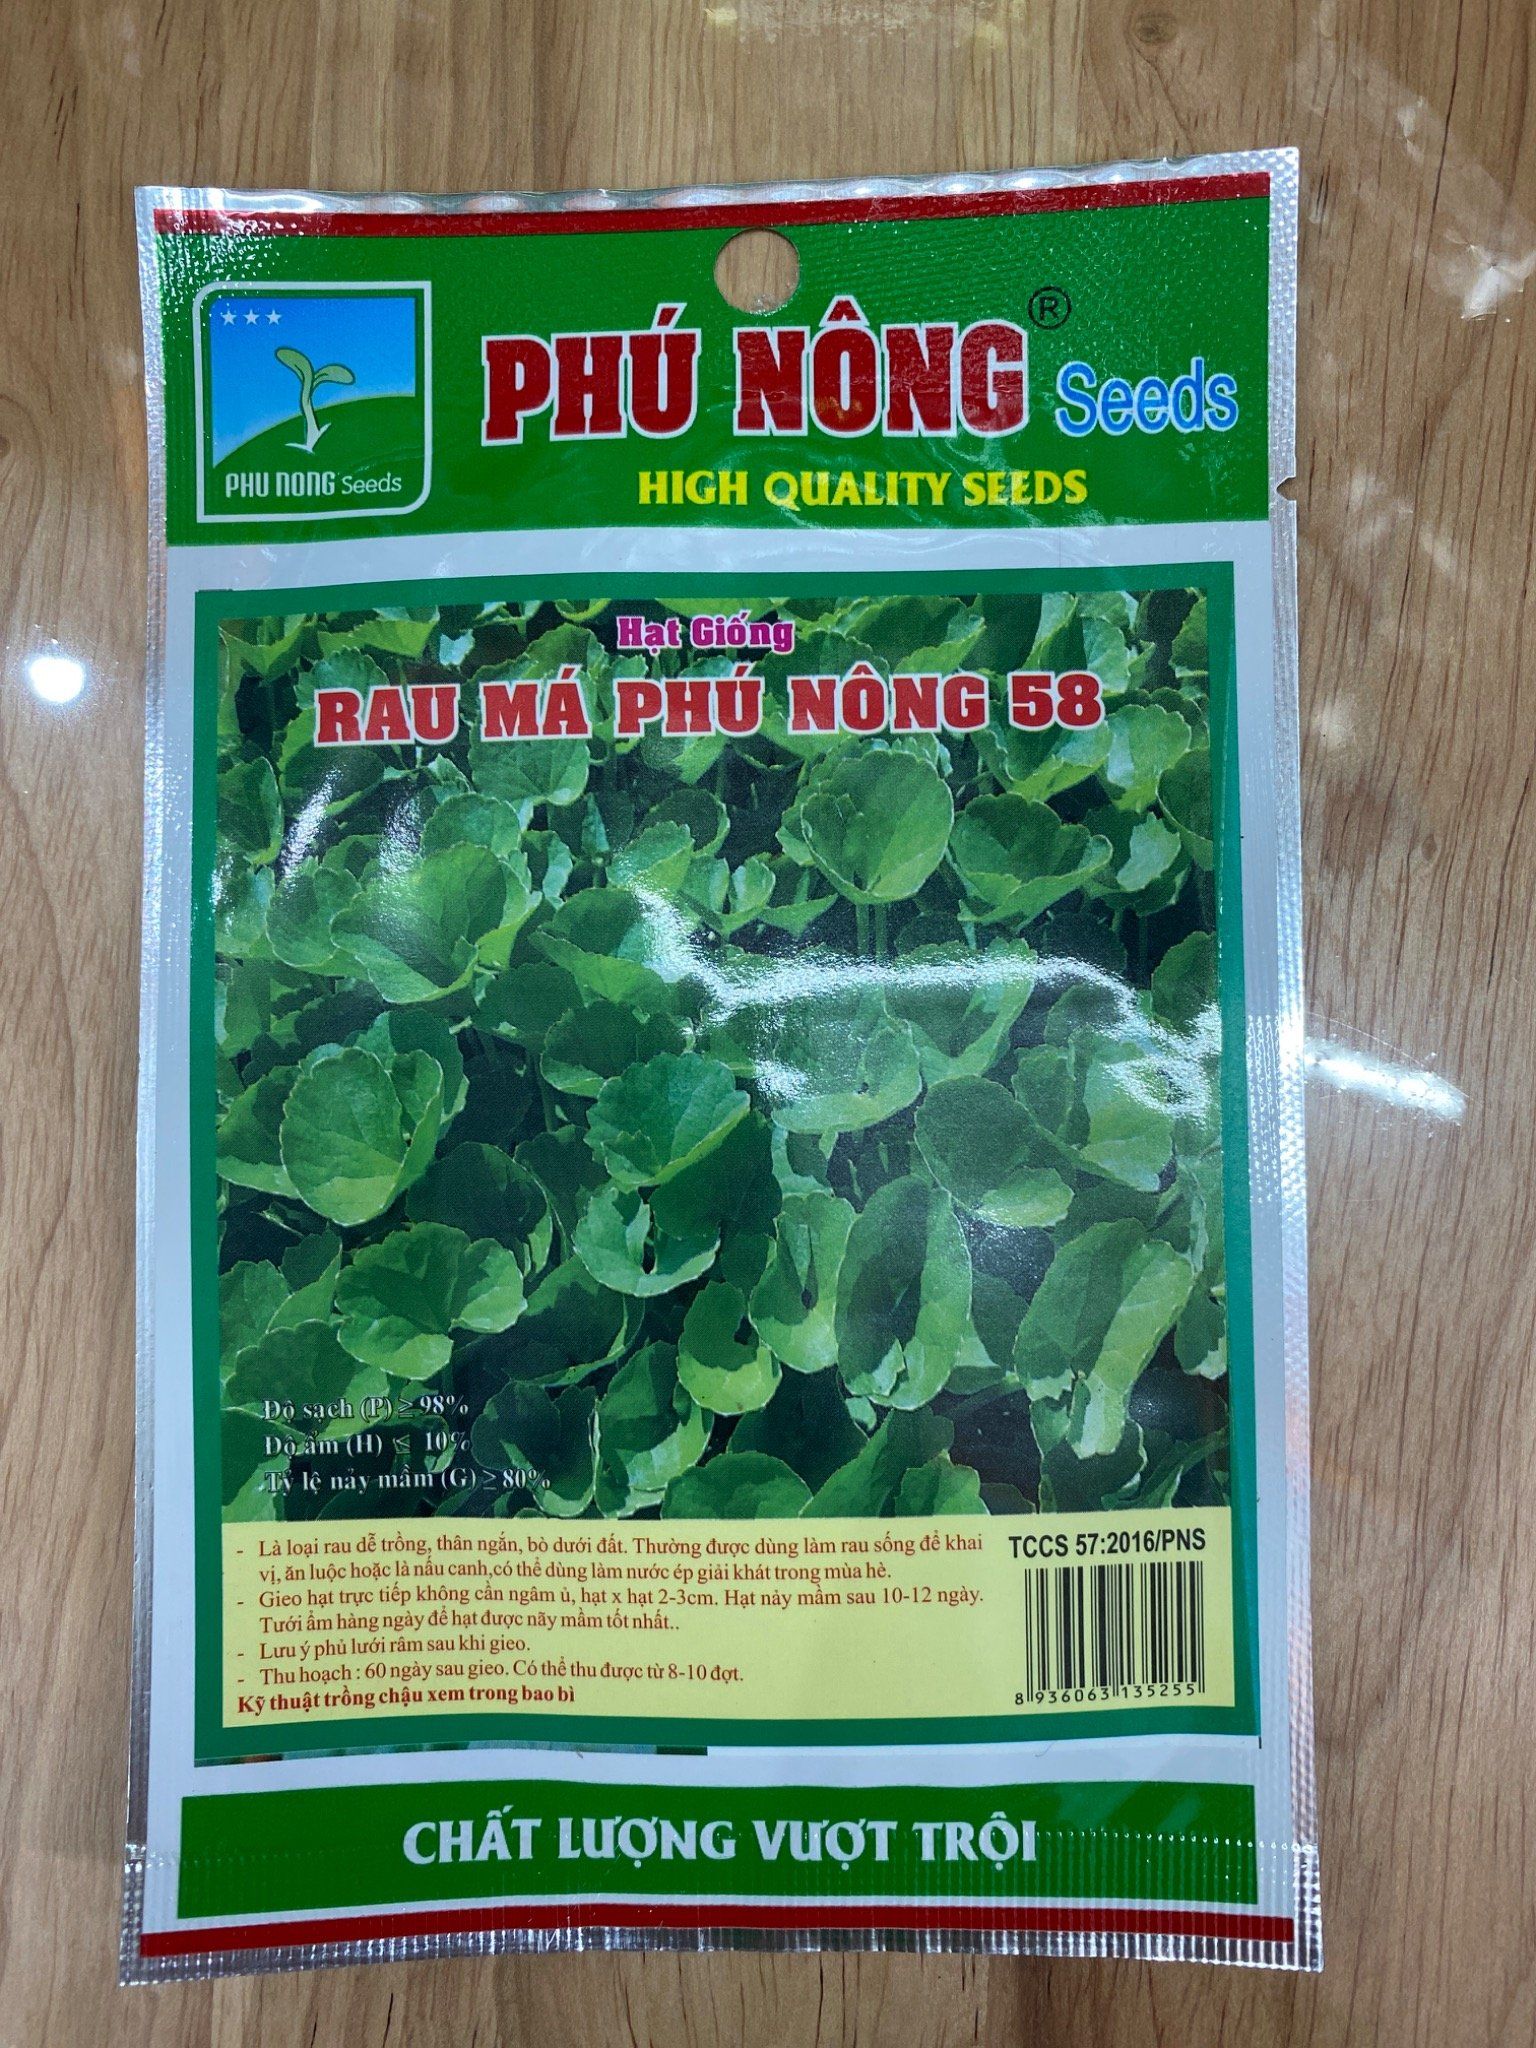 PHÚ NÔNG® Seeds
HIGH QUALITY SEEDS
PHU NONG Seeds
Hạt Giống
RAU MÁ PHÚ NÔNG 58
Độ sạch (P) ≥ 98%
Độ ẩm (H) ≤ 10%
Tỷ lệ nảy mầm (G) ≥ 80%
- Là loại rau dễ trồng, thân ngắn, bò dưới đất. Thường được dùng làm rau sống để khai
vị, ăn luộc hoặc là nấu canh,có thể dùng làm nước ép giải khát trong mùa hè.
- Gieo hạt trực tiếp không cần ngâm ủ, hạt x hạt 2-3cm. Hạt nảy mầm sau 10-12 ngày.
Tưới ẩm hàng ngày để hạt được nãy mầm tốt nhất..
- Lưu ý phủ lưới râm sau khi gieo.
- Thu hoạch : 60 ngày sau gieo. Có thể thu được từ 8-10 đợt.
Kỹ thuật trồng chậu xem trong bao bì
TCCS 57:2016/PNS
8 936063 135255
CHẤT LƯỢNG VƯỢT TRỘI